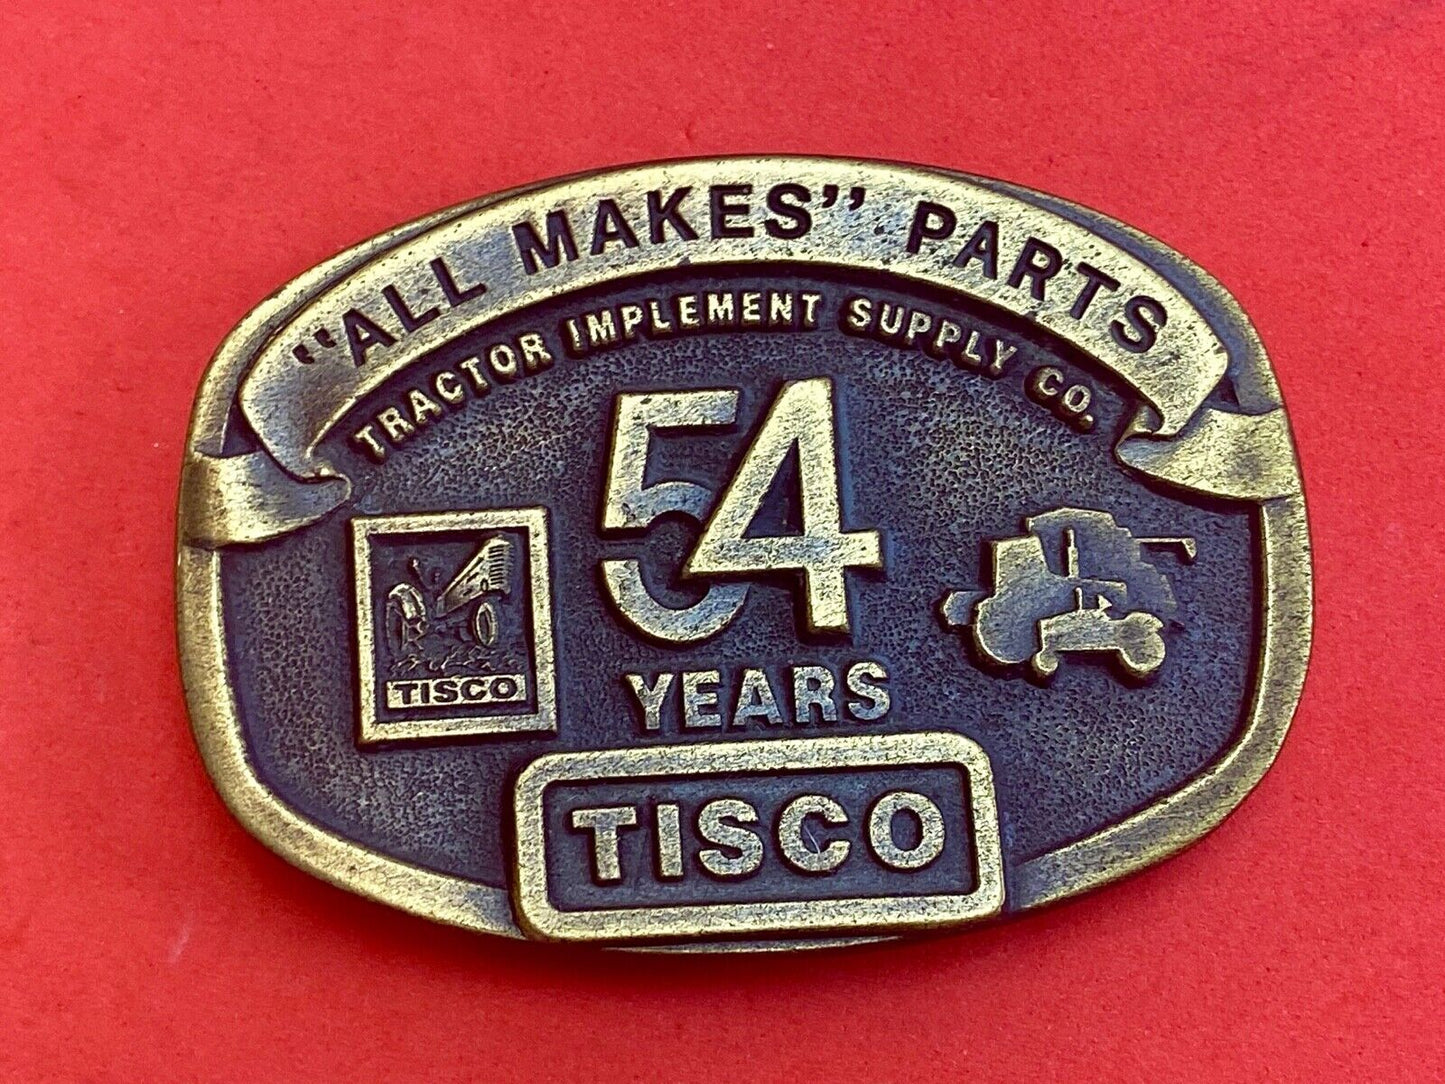 “ALL MAKES” PARTS
TRACTOR IMPLEMENT SUPPLY CO.
54
YEARS
TISCO
TISCO